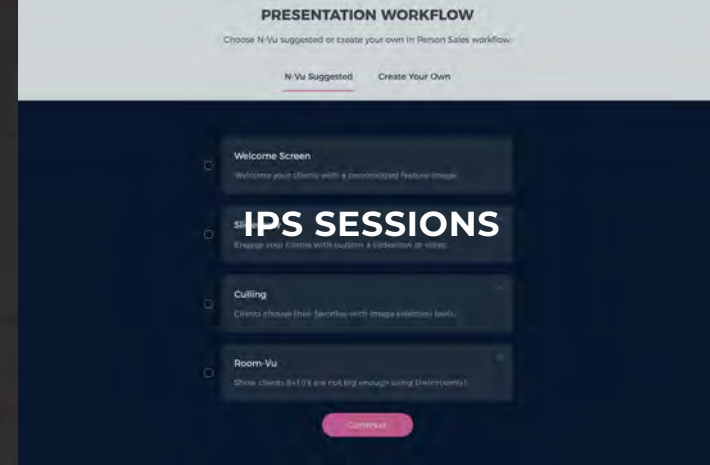 PRESENTATION WORKFLOW
Choose N-Vu suggested or create your own In Person Sales workflow.
N-Vu Suggested Create Your Own
Welcome Screen
Welcome your clients with a personalized feature image.
IPS SESSIONS
Engage your clients with custom a slideshow or video.
Culling
Clients choose their favorites with image selection tools.
Room-Vu
Show clients 8x10's are not big enough using
Continue